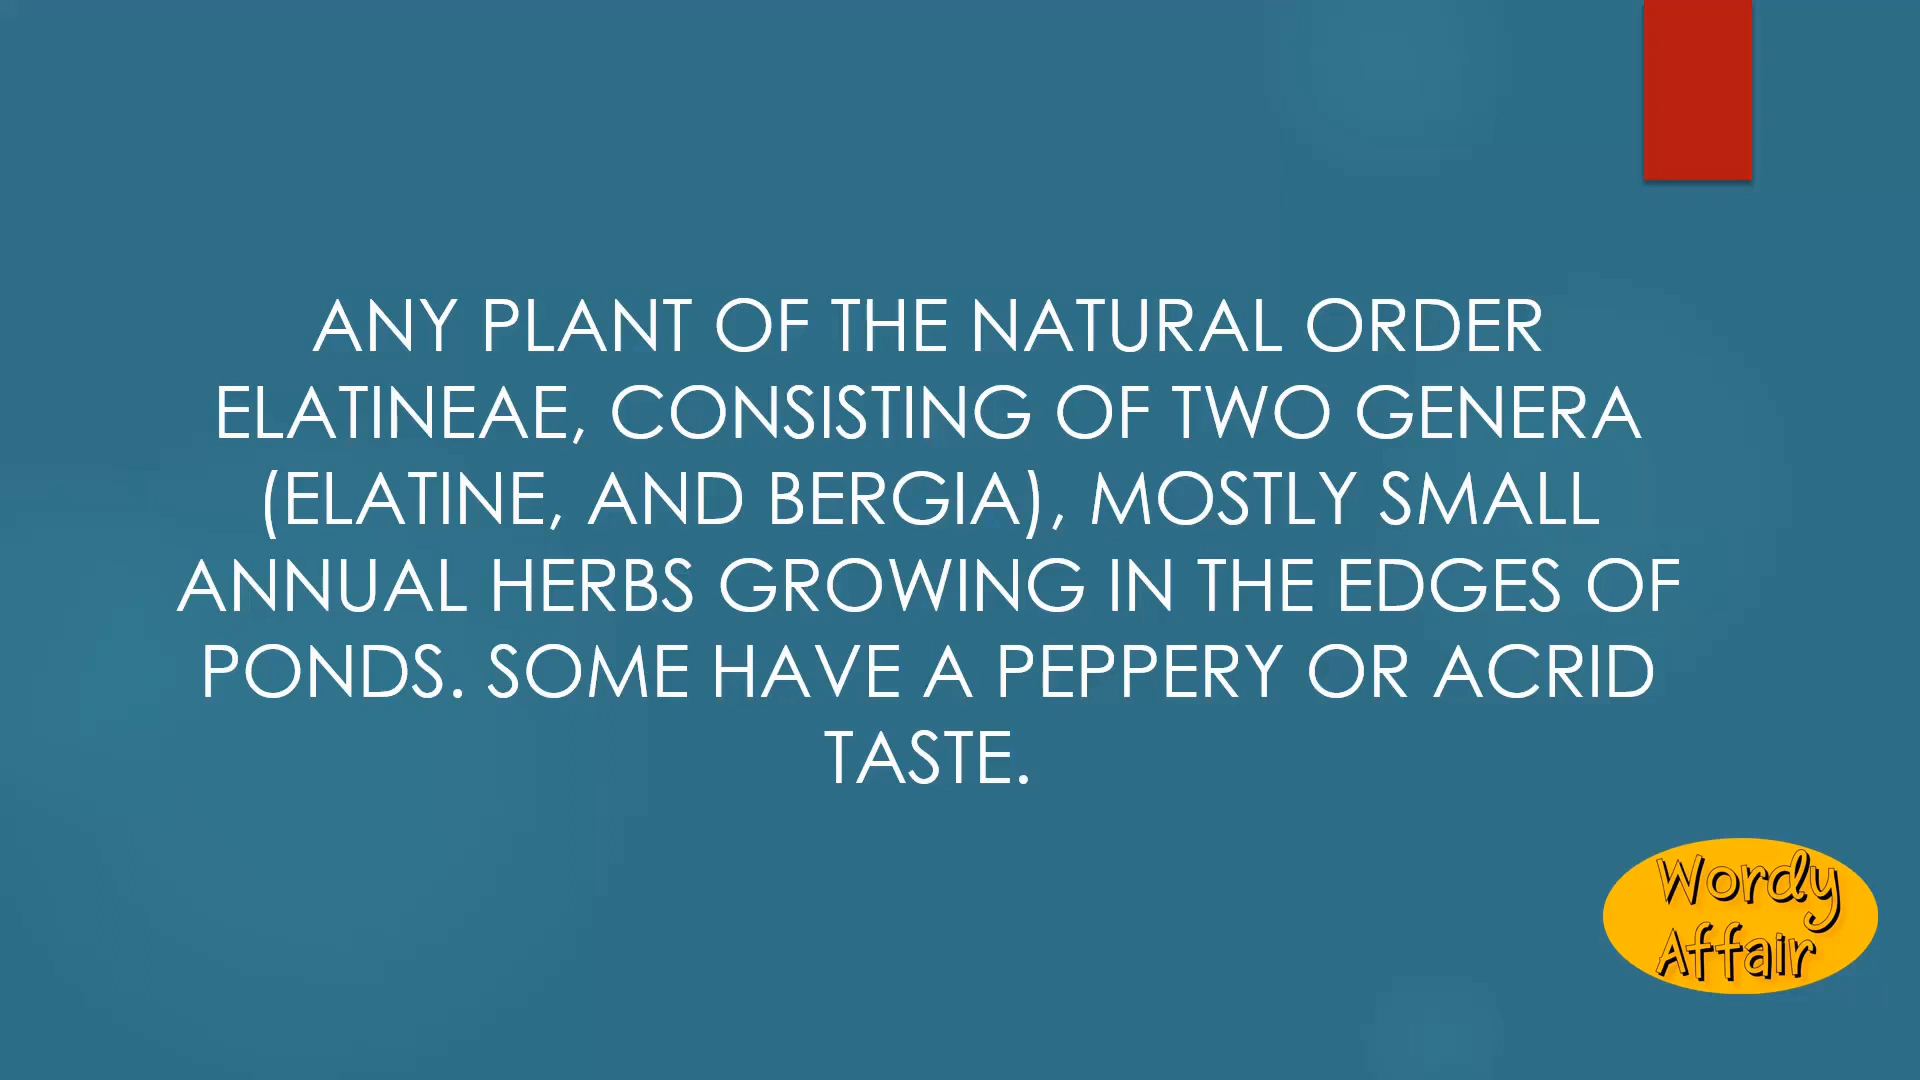 ANY PLANT OF THE NATURAL ORDER
ELATINEAE, CONSISTING OF TWO GENERA
(ELATINE, AND BERGIA), MOSTLY SMALL
ANNUAL HERBS GROWING IN THE EDGES OF
PONDS. SOME HAVE A PEPPERY OR ACRID
TASTE.
Wordy
Affair